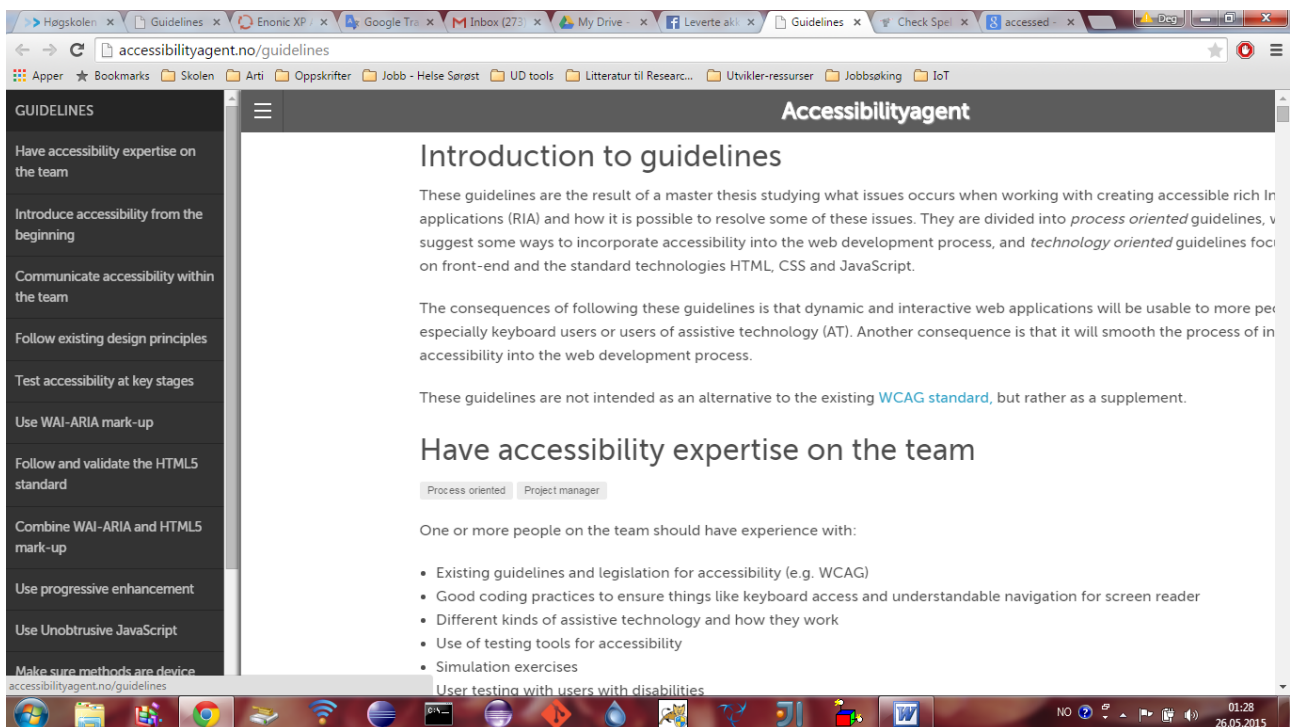 Høgskolen
Guidelines
Enonic XP /
Google Tra
Inbox (273)
My Drive -
Leverte akk
Guidelines
Check Spel
accessed -
Deg
accessibilityagent.no/guidelines
Apper
Bookmarks
Skolen
Arti
Oppskrifter
Jobb - Helse Sørøst
UD tools
Litteratur til Researc...
Utvikler-ressurser
Jobbsøking
IoT
GUIDELINES
Have accessibility expertise on
the team
Introduce accessibility from the
beginning
Communicate accessibility within
the team
Follow existing design principles
Test accessibility at key stages
Use WAI-ARIA mark-up
Follow and validate the HTML5
standard
Combine WAI-ARIA and HTML5
mark-up
Use progressive enhancement
Use Unobtrusive JavaScript
Make sure methods are device
accessibilityagent.no/guidelines
Accessibilityagent
Introduction to guidelines
These guidelines are the result of a master thesis studying what issues occurs when working with creating accessible rich In
applications (RIA) and how it is possible to resolve some of these issues. They are divided into process oriented guidelines, v
suggest some ways to incorporate accessibility into the web development process, and technology oriented guidelines foc
on front-end and the standard technologies HTML, CSS and JavaScript.
The consequences of following these guidelines is that dynamic and interactive web applications will be usable to more pe
especially keyboard users or users of assistive technology (AT). Another consequence is that it will smooth the process of in
accessibility into the web development process.
These guidelines are not intended as an alternative to the existing WCAG standard, but rather as a supplement.
Have accessibility expertise on the team
Process oriented
Project manager
One or more people on the team should have experience with:
• Existing guidelines and legislation for accessibility (e.g. WCAG)
• Good coding practices to ensure things like keyboard access and understandable navigation for screen reader
• Different kinds of assistive technology and how they work
• Use of testing tools for accessibility
• Simulation exercises
User testing with users with disabilities
NO
01:28
26.05.2015